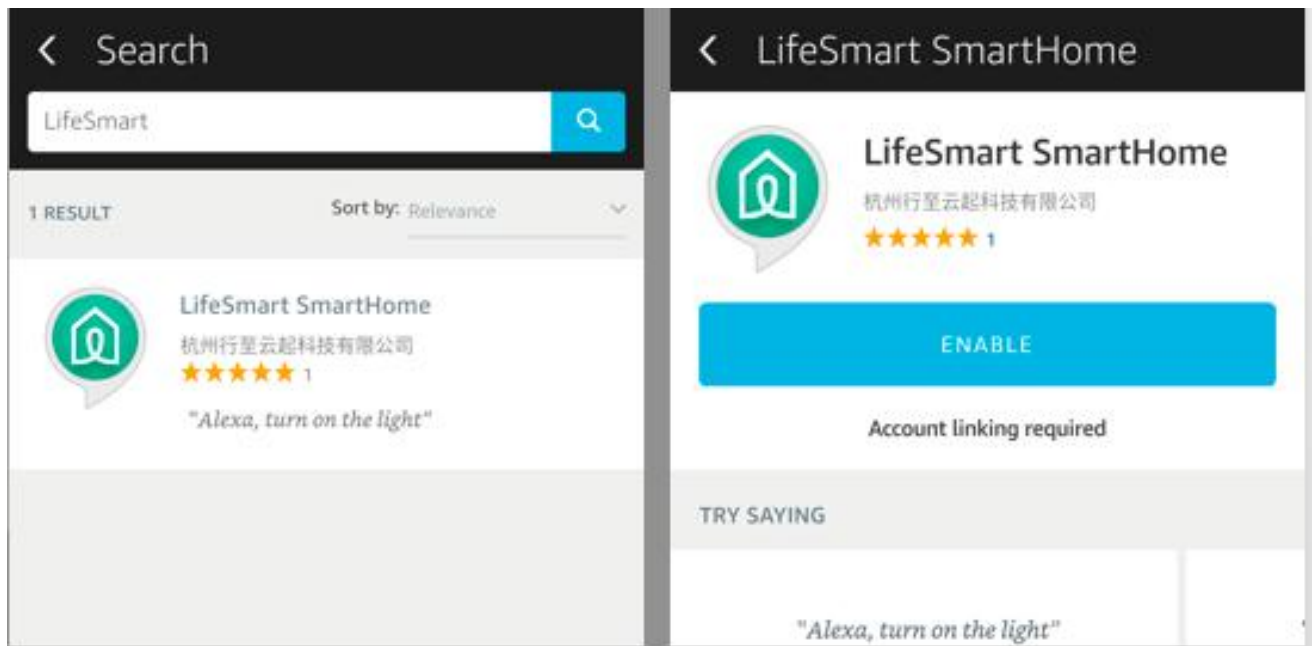 Search
LifeSmart
1 RESULT
Sort by: Relevance
LifeSmart SmartHome
杭州行至云起科技有限公司
1
"Alexa, turn on the light"
LifeSmart SmartHome
LifeSmart SmartHome
杭州行至云起科技有限公司
1
ENABLE
Account linking required
TRY SAYING
"Alexa, turn on the light"